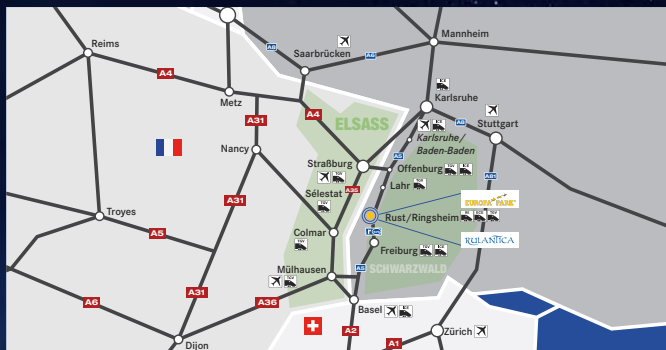 Reims
A4
Metz
A8
Saarbrücken
A6
Mannheim
A31
A4
ELSASS
Karlsruhe
A8
Stuttgart
Karlsruhe/
Baden-Baden
Nancy
Straßburg
A5
Offenburg
Lahr
A81
A35
Sélestat
A31
EUROPA PARK
Rust/Ringsheim
Troyes
A5
Colmar
RULANTICA
Freiburg
SCHWARZWALD
Mülhausen
A5
A6
A31
A36
Basel
A2
Zürich
A1
Dijon